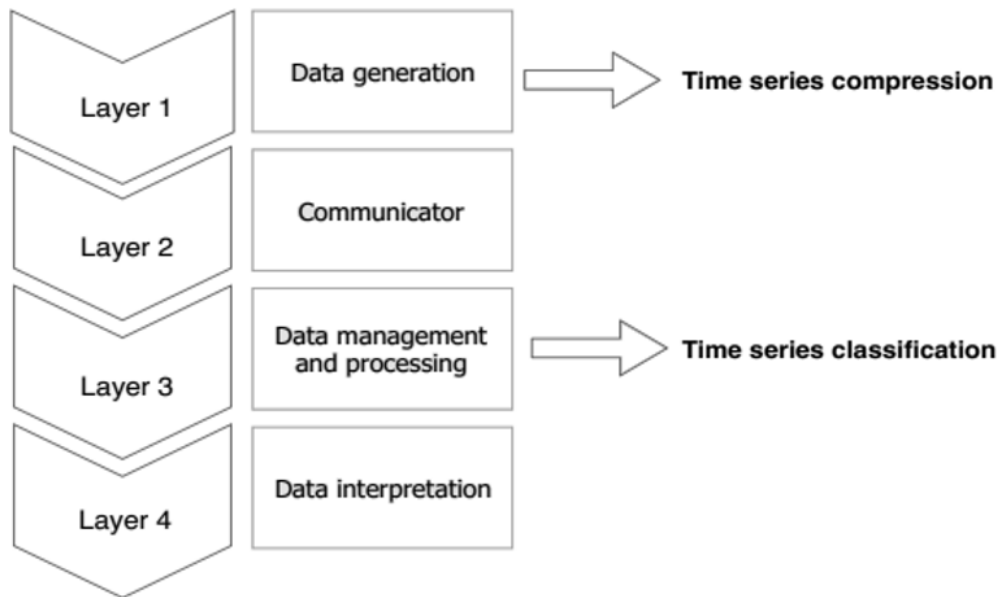 Layer 1
Data generation
Time series compression
Layer 2
Communicator
Layer 3
Data management
and processing
Time series classification
Layer 4
Data interpretation